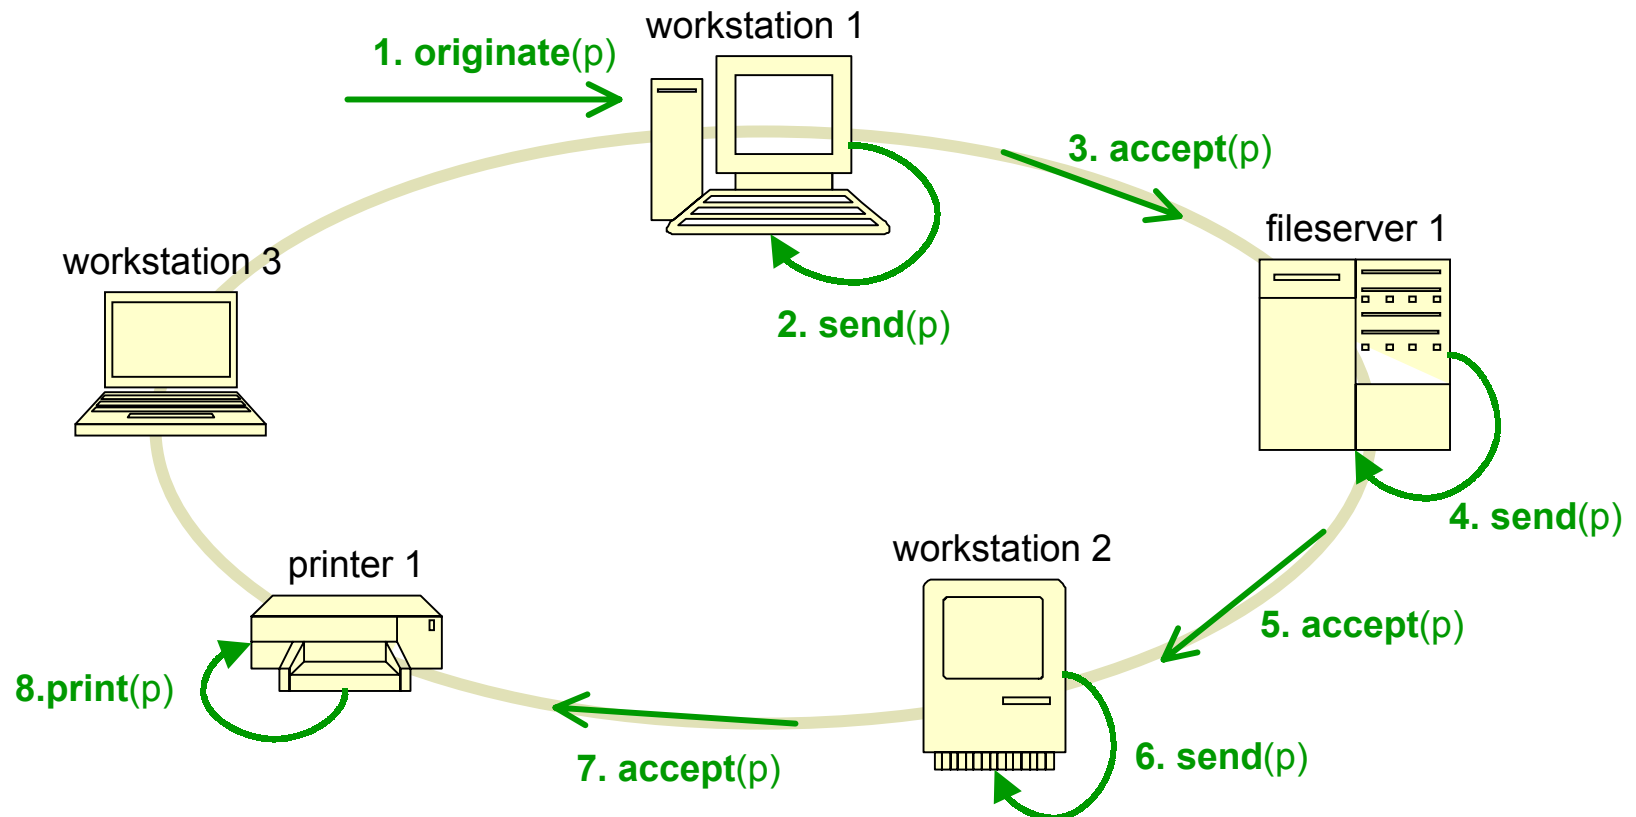 workstation 1
1. originate(p)
3. accept(p)
fileserver 1
workstation 3
2. send(p)
4. send(p)
workstation 2
printer 1
5. accept(p)
8.print(p)
7. accept(p)
6. send(p)